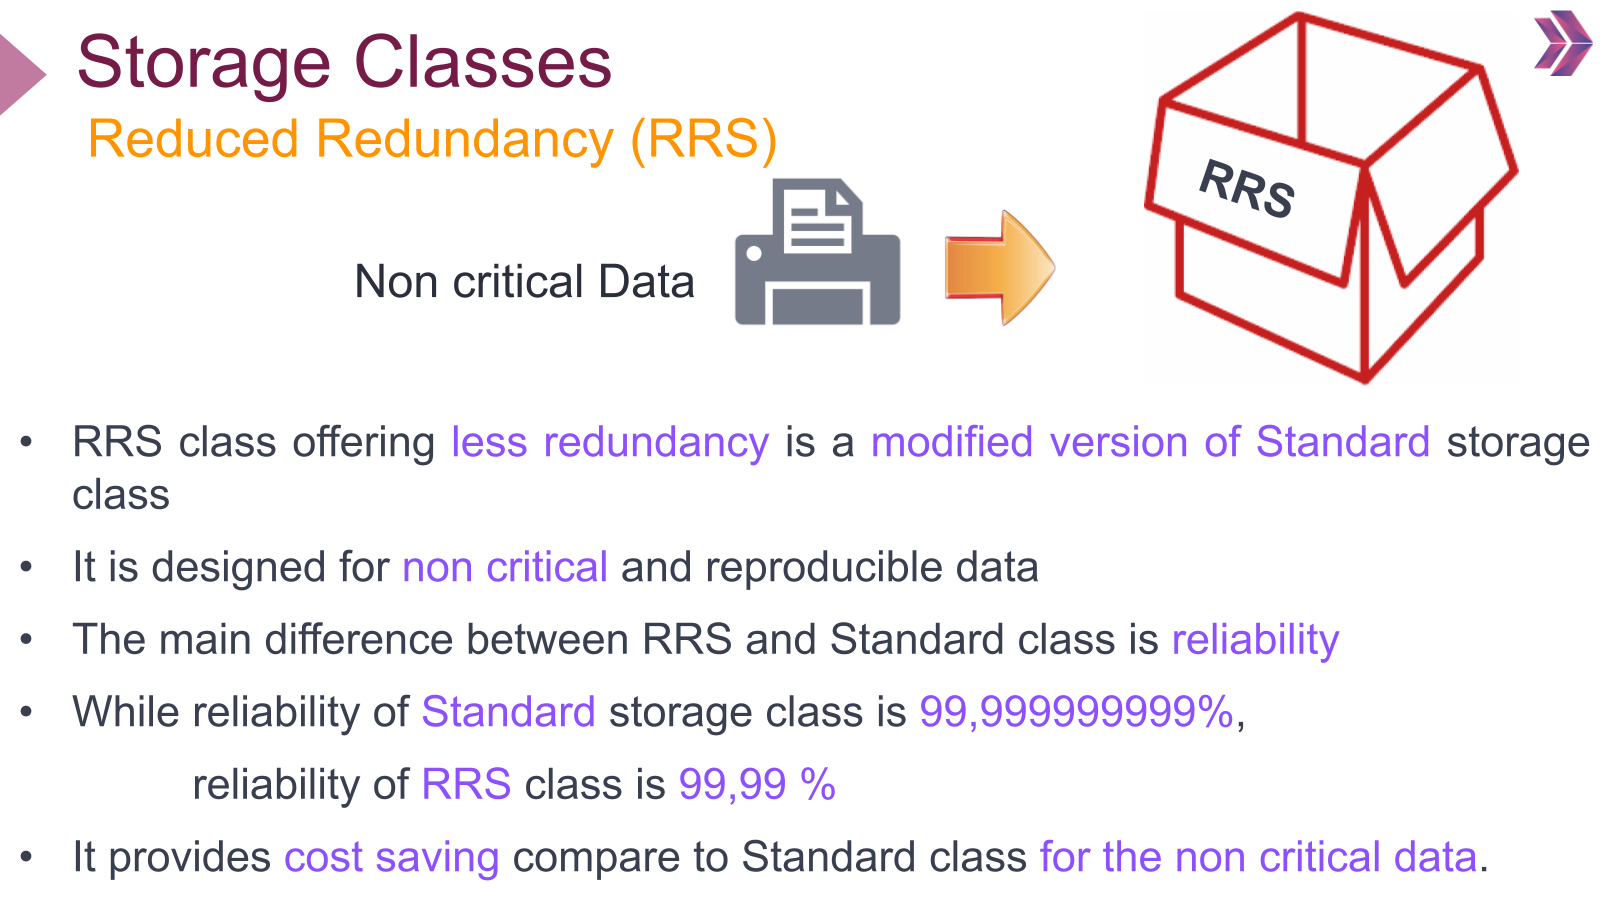 Storage Classes
Reduced Redundancy (RRS)
RRS
Non critical Data
• RRS class offering less redundancy is a modified version of Standard storage
class
• It is designed for non critical and reproducible data
• The main difference between RRS and Standard class is reliability
• While reliability of Standard storage class is 99,999999999%,
reliability of RRS class is 99,99 %
• It provides cost saving compare to Standard class for the non critical data.